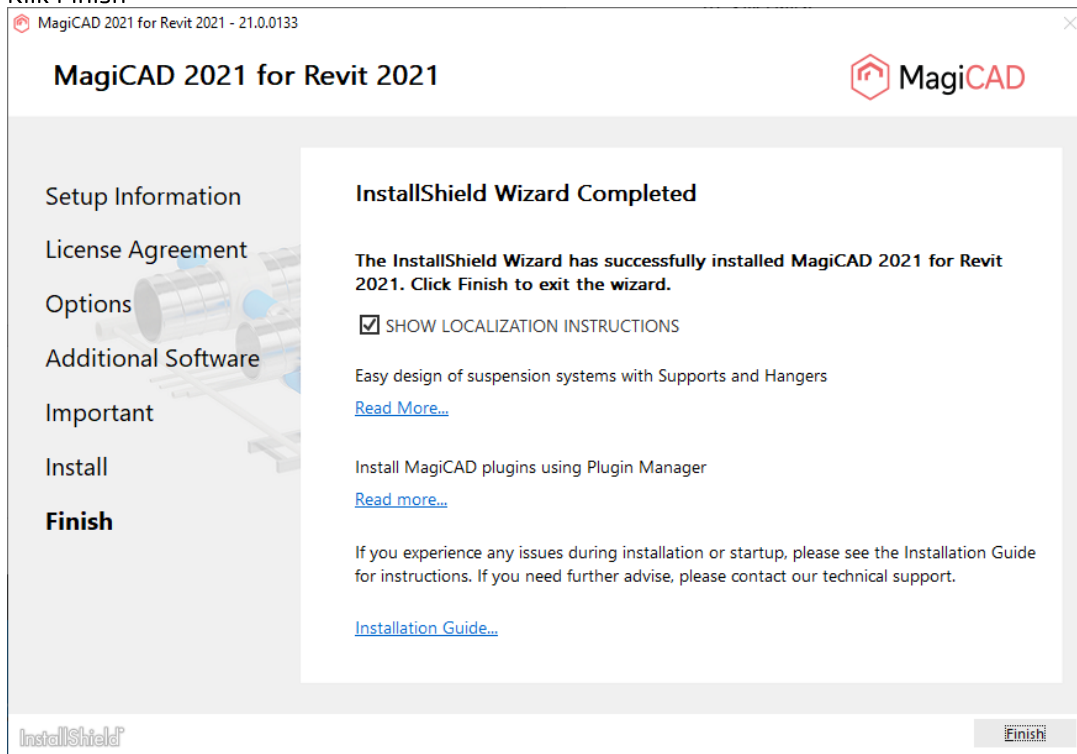 Klik Finish
MagiCAD 2021 for Revit 2021 - 21.0.0133
MagiCAD 2021 for Revit 2021
MagiCAD
Setup Information
License Agreement
Options
Additional Software
Important
Install
Finish
InstallShield Wizard Completed
The InstallShield Wizard has successfully installed MagiCAD 2021 for Revit
2021. Click Finish to exit the wizard.
SHOW LOCALIZATION INSTRUCTIONS
Easy design of suspension systems with Supports and Hangers
Read More...
Install MagiCAD plugins using Plugin Manager
Read more...
If you experience any issues during installation or startup, please see the Installation Guide
for instructions. If you need further advise, please contact our technical support.
Installation Guide...
InstallShield
Finish